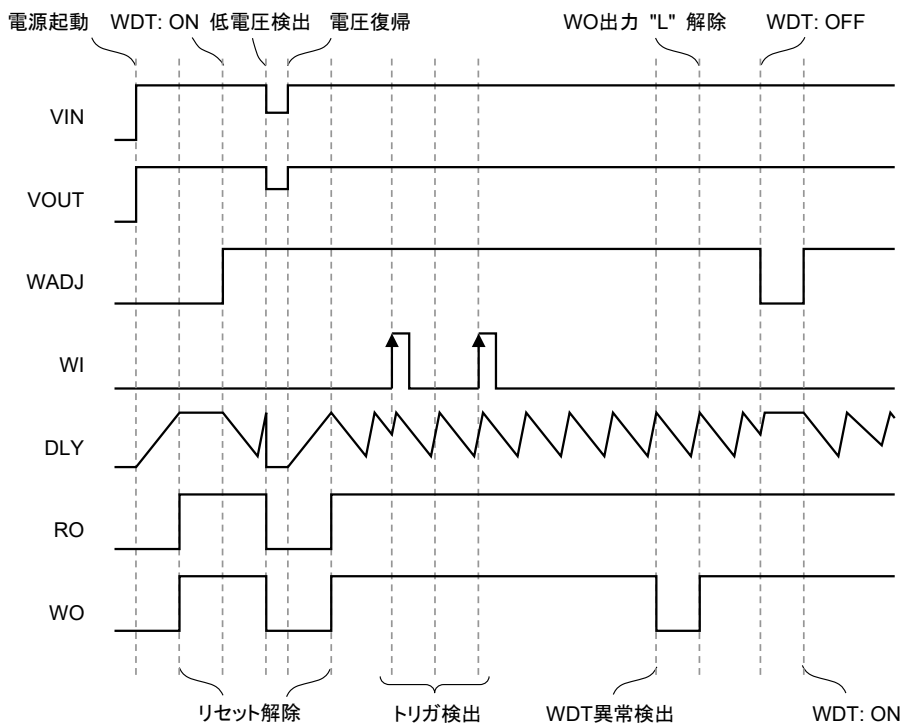 電源起動 WDT: ON 低電圧検出 電圧復帰 WO出力 "L" 解除 WDT: OFF
VIN
VOUT
WADJ
WI
DLY
RO
WO
リセット解除 トリガ検出 WDT異常検出 WDT: ON